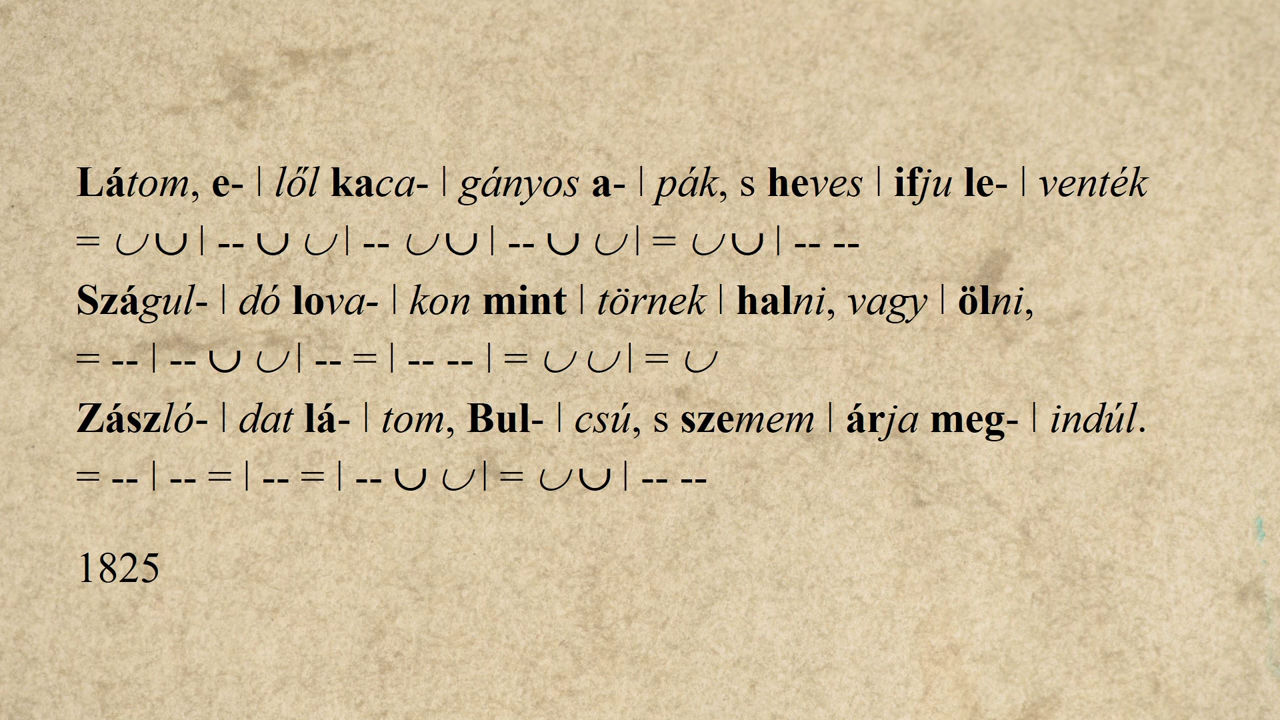 Látom, e- | lől kaca- | gányos a- | pák, s heves | ifju le- | venték
= ∪ ∪ | -- ∪ ∪ | -- ∪ ∪ | -- ∪ ∪ | = ∪ ∪ | -- --
Szágul- | dó lova- | kon mint | törnek | halni, vagy | ölni,
= -- | -- ∪ ∪ | -- = | -- -- | = ∪ ∪ | = ∪
Zászló- | dat lá- | tom, Bul- | csú, s szemem | árja meg- | indúl.
= -- | -- = | -- = | -- ∪ ∪ | = ∪ ∪ | -- --
1825